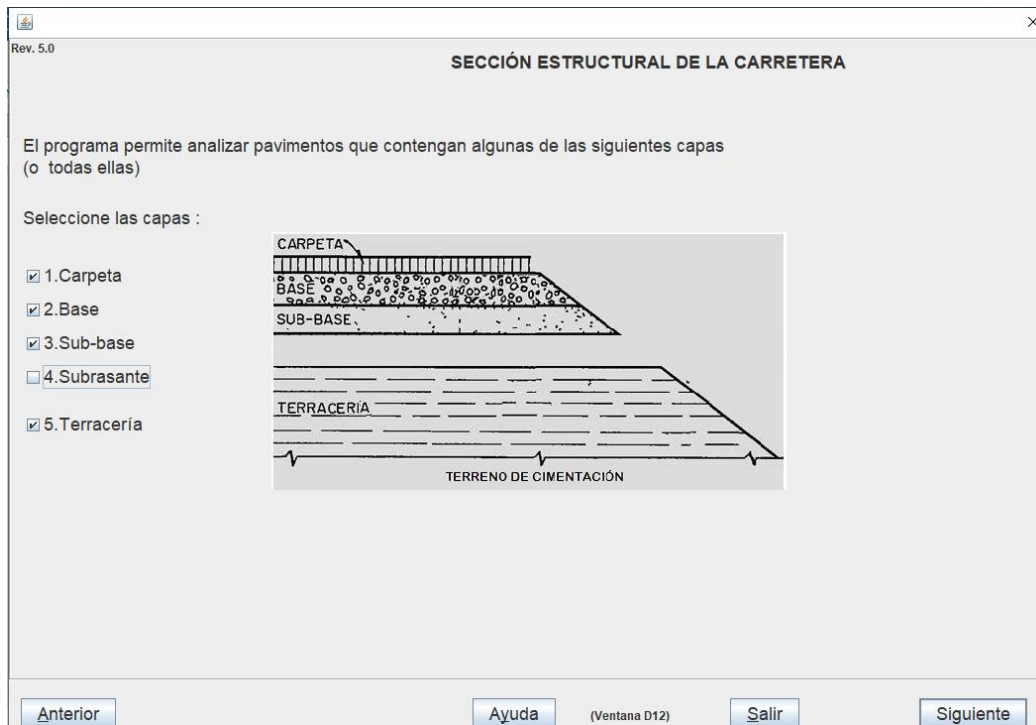 Rev. 5.0
SECCIÓN ESTRUCTURAL DE LA CARRETERA
El programa permite analizar pavimentos que contengan algunas de las siguientes capas
(o todas ellas)
Seleccione las capas :
1.Carpeta
2.Base
3.Sub-base
4.Subrasante
5.Terracería
CARPETA
BASE
SUB-BASE
TERRACERÍA
TERRENO DE CIMENTACIÓN
Anterior
Ayuda
(Ventana D12)
Salir
Siguiente